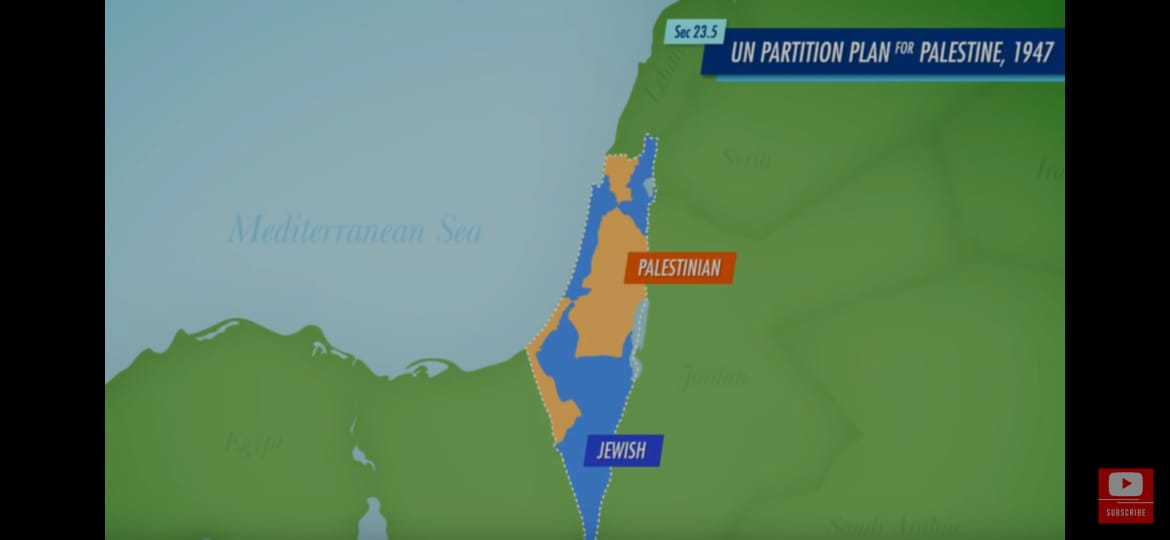 Sec 23.5
UN PARTITION PLAN FOR PALESTINE, 1947
Syria
Mediterranean Sea
PALESTINIAN
Jordan
Egypt
JEWISH
SUBSCRIBE
Saudi Arabia